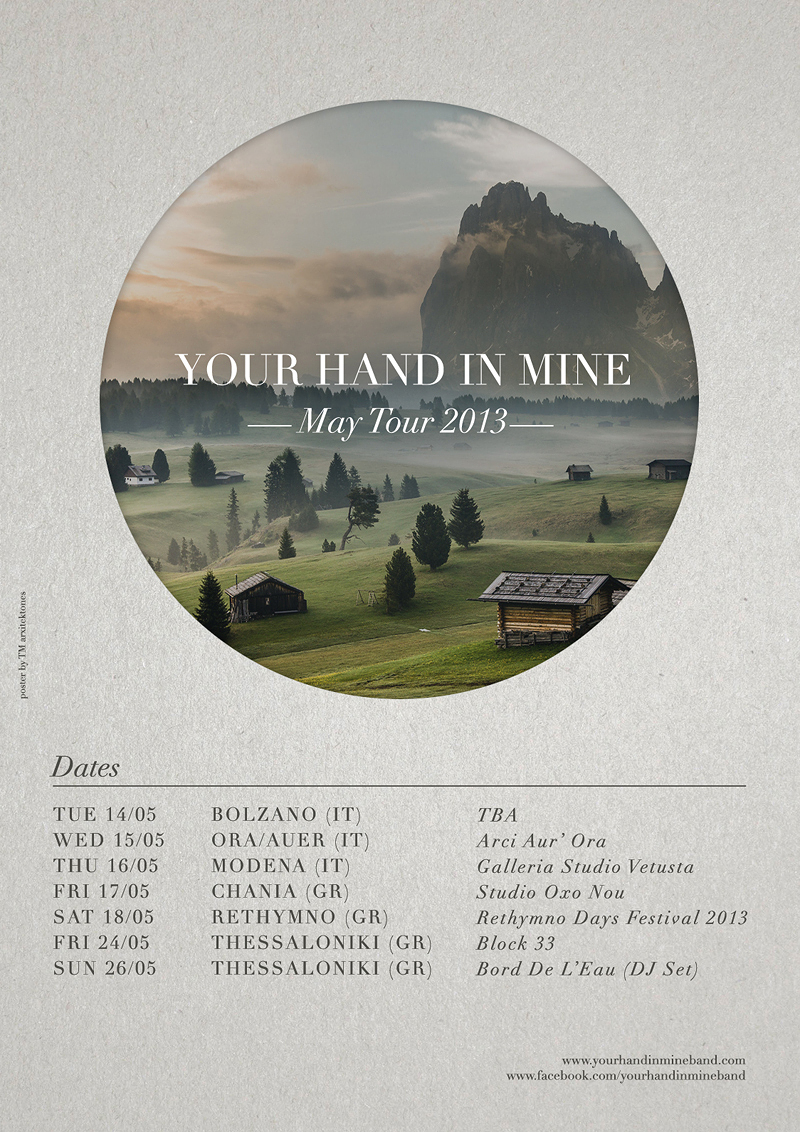 YOUR HAND IN MINE
May Tour 2013
poster by TM arxitektones
Dates
TUE 14/05 BOLZANO (IT) TBA
WED 15/05 ORA/AUER (IT) Arci Aur' Ora
THU 16/05 MODENA (IT) Galleria Studio Vetusta
FRI 17/05 CHANIA (GR) Studio Oxo Nou
SAT 18/05 RETHYMNO (GR) Rethymno Days Festival 2013
FRI 24/05 THESSALONIKI (GR) Block 33
SUN 26/05 THESSALONIKI (GR) Bord De L'Eau (DJ Set)
www.yourhandinmineband.com
www.facebook.com/yourhandinmineband